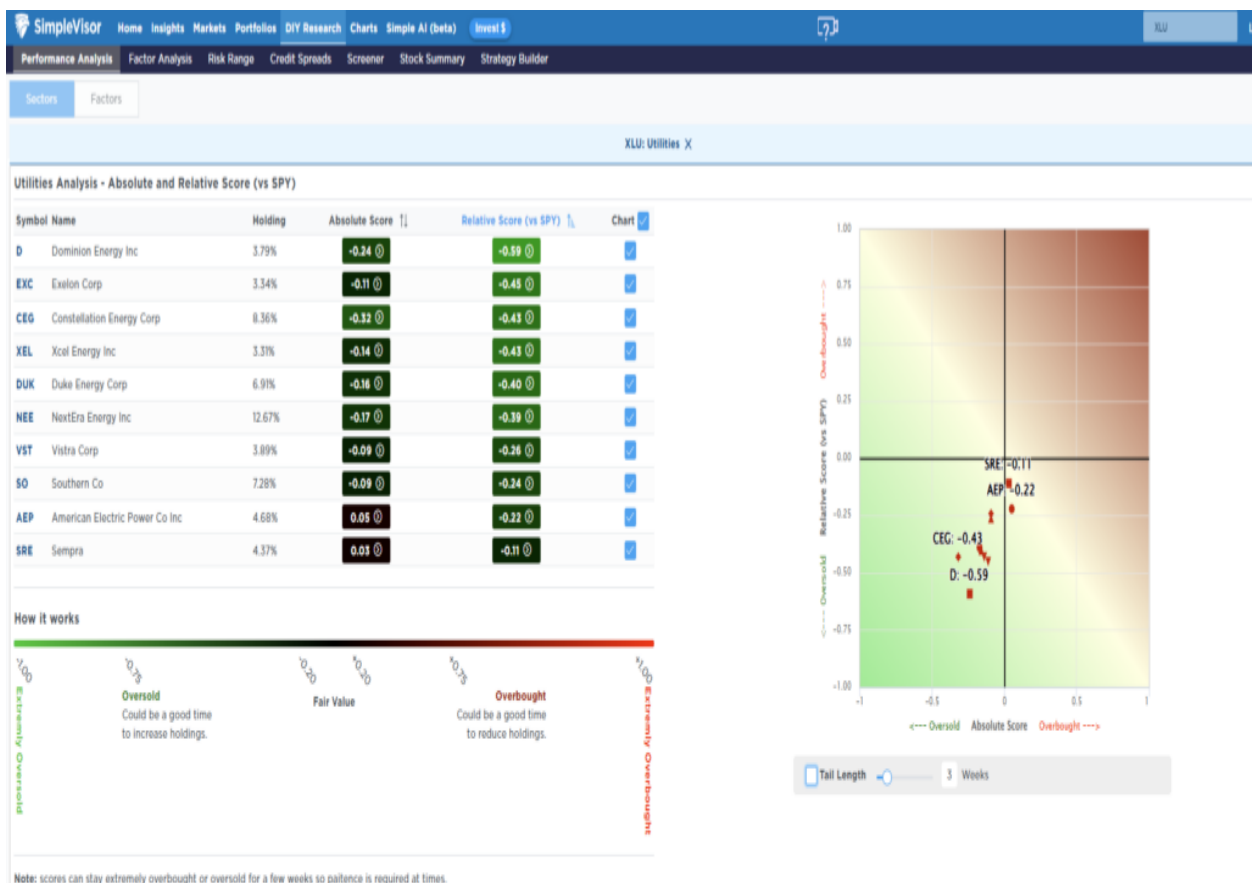 SimpleVisor Home Insights Markets Portfolios DIY Research Charts Simple AI (beta) Invest $ XLU
Performance Analysis Factor Analysis Risk Range Credit Spreads Screener Stock Summary Strategy Builder
Sectors Factors
XLU: Utilities X
Utilities Analysis - Absolute and Relative Score (vs SPY)
Symbol Name Holding Absolute Score Relative Score (vs SPY) Chart
D Dominion Energy Inc 3.79% -0.24 -0.59
EXC Exelon Corp 3.34% -0.11 -0.45
CEG Constellation Energy Corp 8.36% -0.32 -0.43
XEL Xcel Energy Inc 3.31% -0.14 -0.43
DUK Duke Energy Corp 6.91% -0.16 -0.40
NEE NextEra Energy Inc 12.67% -0.17 -0.39
VST Vistra Corp 3.89% -0.09 -0.26
SO Southern Co 7.28% -0.09 -0.24
AEP American Electric Power Co Inc 4.68% 0.05 -0.22
SRE Sempra 4.37% 0.03 -0.11
How it works
-1.00 -0.75 -0.20 +0.20 +0.75 +1.00
Extremly Oversold
Oversold
Could be a good time
to increase holdings.
Fair Value
Overbought
Could be a good time
to reduce holdings.
Extremly Overbought
Note: scores can stay extremely overbought or oversold for a few weeks so paitence is required at times.
1.00
0.75
0.50
0.25
0.00
-0.25
-0.50
-0.75
-1.00
<--- Oversold Relative Score (vs SPY) Overbought --->
SRE: -0.11
AEP: -0.22
CEG: -0.43
D: -0.59
-1 -0.5 0 0.5 1
<--- Oversold Absolute Score Overbought --->
Tail Length 3 Weeks